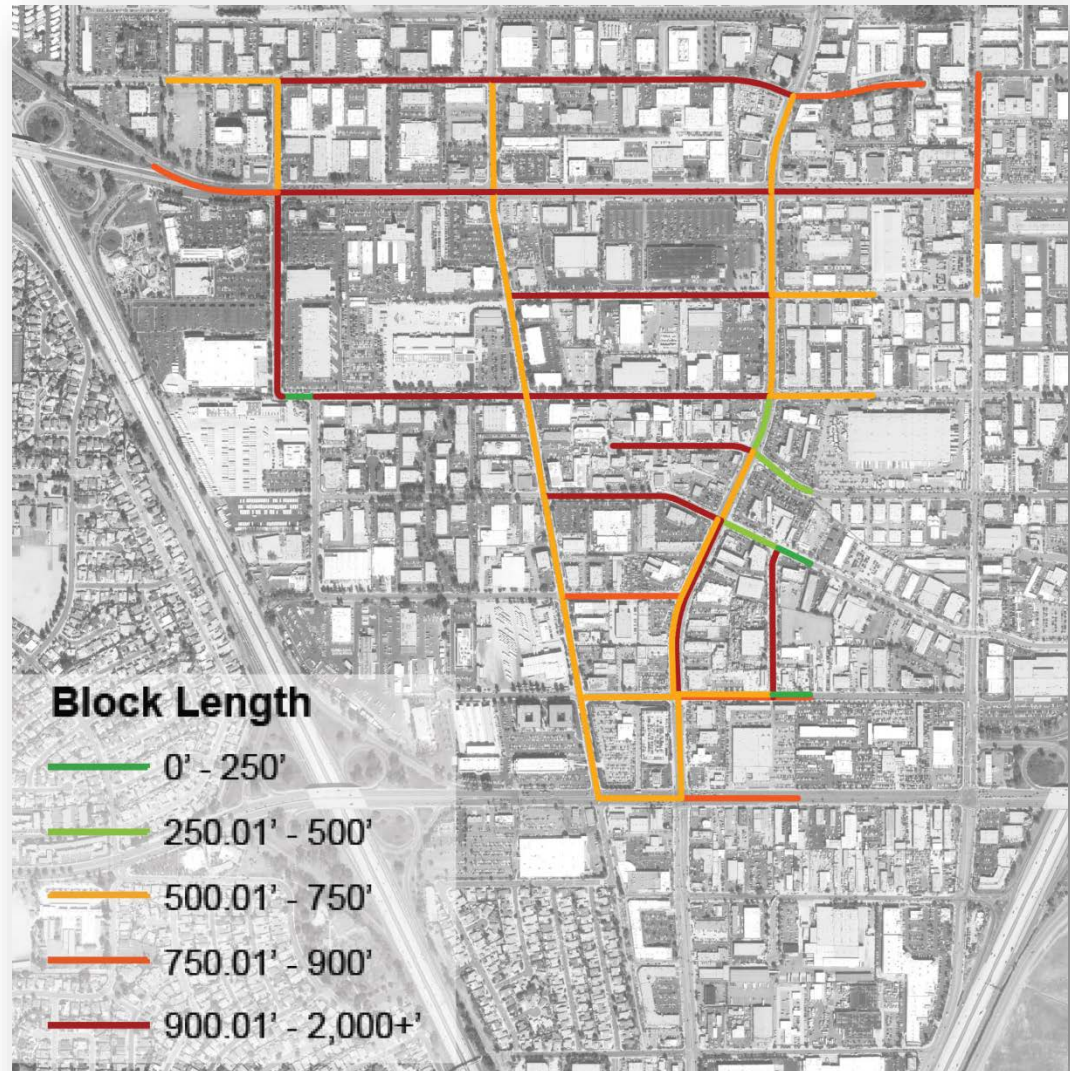 Block Length
0' - 250'
250.01' - 500'
500.01' - 750'
750.01' - 900'
900.01' - 2,000+'